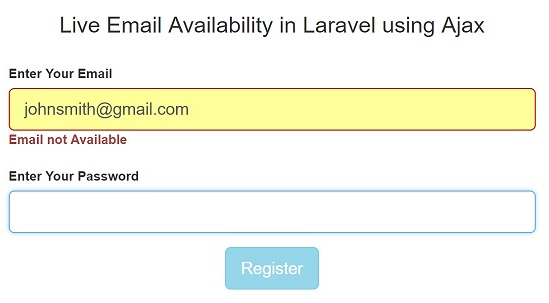 Live Email Availability in Laravel using Ajax
Enter Your Email
johnsmith@gmail.com
Email not Available
Enter Your Password
Register